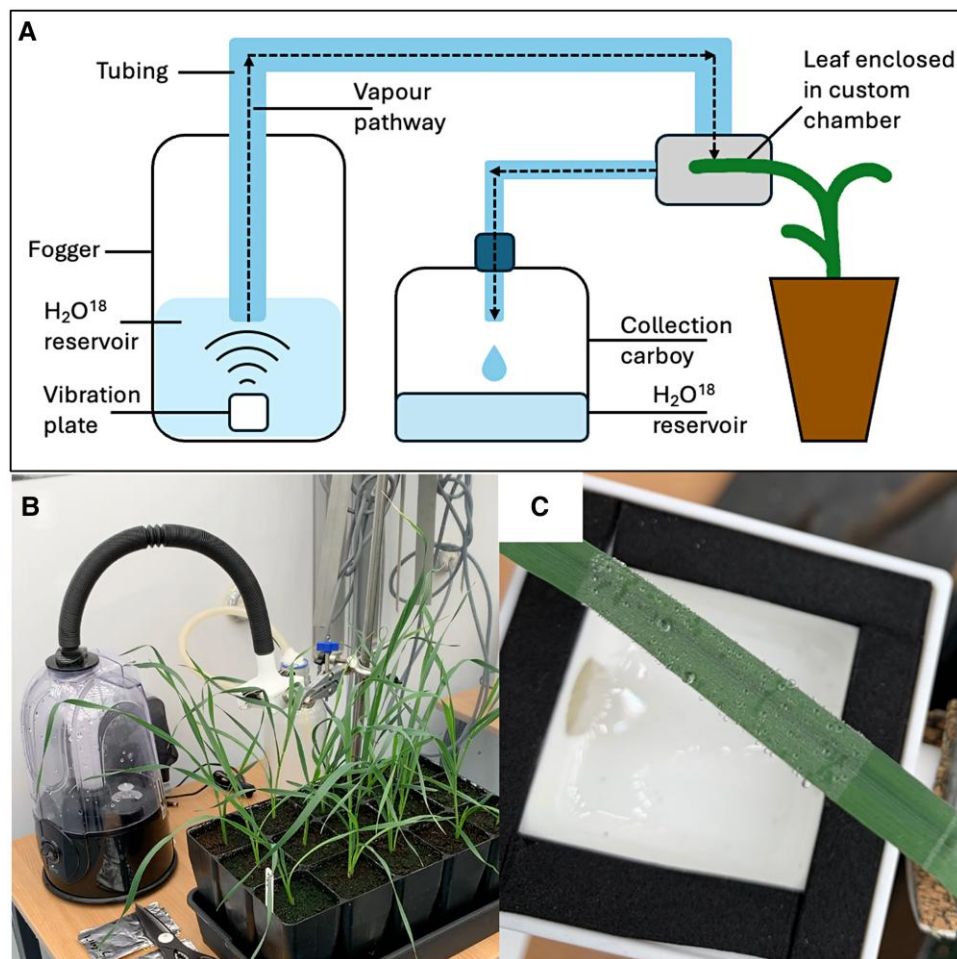 A
Tubing
Vapour
pathway
Leaf enclosed
in custom
chamber
Fogger
H₂O¹⁸
reservoir
Vibration
plate
Collection
carboy
H₂O¹⁸
reservoir
B
C